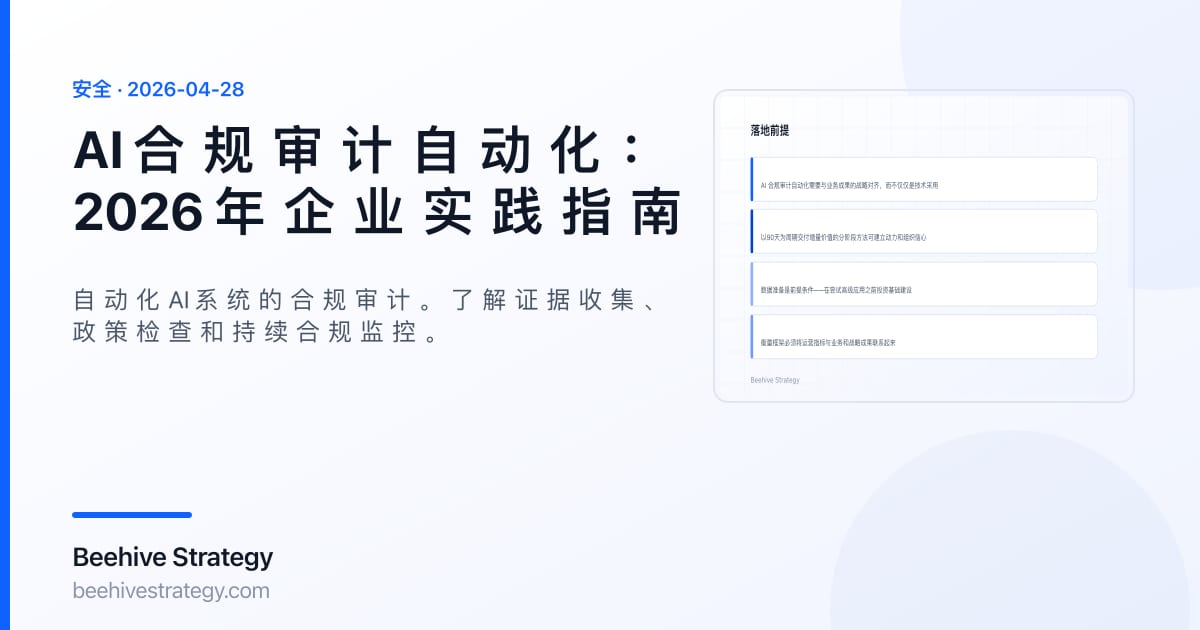 安全 · 2026-04-28
AI合规审计自动化：
2026年企业实践指南
自动化AI系统的合规审计。了解证据收集、
政策检查和持续合规监控。
落地前提
AI 合规审计自动化需要与业务成果的战略对齐，而不仅仅是技术采用
以90天为周期交付增量价值的分阶段方法可建立动力和组织信心
数据准备是前提条件——在尝试高级应用之前投资基础建设
衡量框架必须将运营指标与业务和战略成果联系起来
Beehive Strategy
Beehive Strategy
beehivestrategy.com